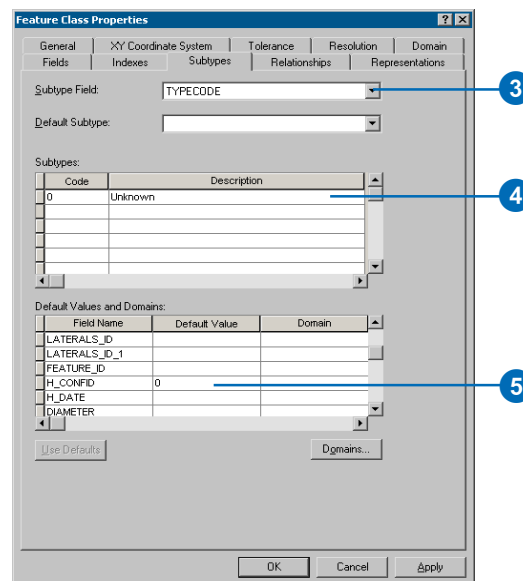 Feature Class Properties
General XY Coordinate System Tolerance Resolution Domain
Fields Indexes Subtypes Relationships Representations
Subtype Field: TYPECODE
3
Default Subtype:
Subtypes:
Code Description
0 Unknown
4
Default Values and Domains:
Field Name Default Value Domain
LATERALS_ID
LATERALS_ID_1
FEATURE_ID
H_CONFID 0
5
H_DATE
DIAMETER
Use Defaults Domains...
OK Cancel Apply